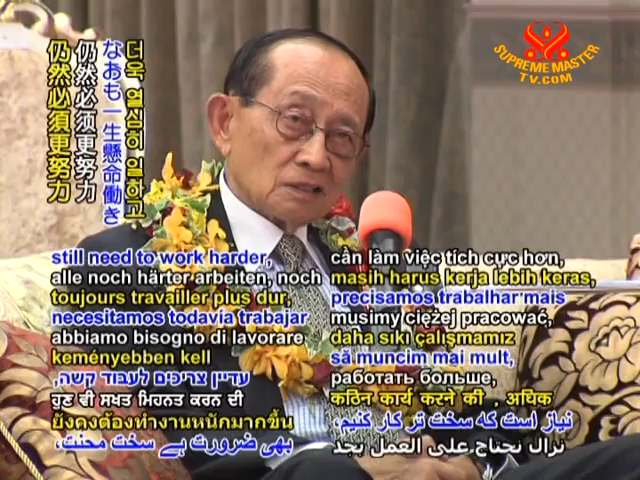 SUPREME MASTER
TV.COM
더욱 열심히 일하고
なおも一生懸命働き
仍然必须更努力
仍然必須更努力
still need to work harder,
alle noch härter arbeiten, noch
toujours travailler plus dur,
necesitamos todavía trabajar
abbiamo bisogno di lavorare
keményebben kell
עדיין צריכים לעבוד קשה,
ਹੁਣ ਵੀ ਸਖਤ ਮਿਹਨਤ ਕਰਨ ਦੀ
ยังคงต้องทำงานหนักมากขึ้น
بھی ضرورت ہے سخت محنت،
cần làm việc tích cực hơn,
masih harus kerja lebih keras,
precisamos trabalhar mais
musimy ciężej pracować,
daha sıkı çalışmamız
să muncim mai mult,
работать больше,
कठिन कार्य करने की . अधिक
نیاز است که سخت تر کار کنیم،
نزال نحتاج على العمل بجد